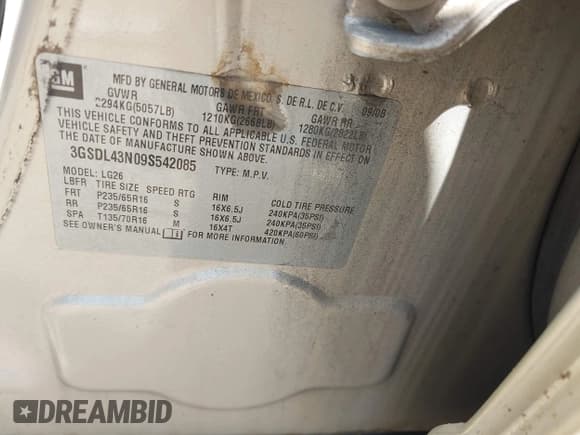 GM
MFD BY GENERAL MOTORS DE MEXICO, S. DE R.L. DE C.V. 09/08
GVWR GAWR FRT GAWR RR
2294KG(5057LB) 1210KG(2668LB) 1280KG(2822LB)
THIS VEHICLE CONFORMS TO ALL APPLICABLE U.S. FEDERAL MOTOR
VEHICLE SAFETY AND THEFT PREVENTION STANDARDS IN EFFECT ON
THE DATE OF MANUFACTURE SHOWN ABOVE.
3GSDL43N09S542085 TYPE: M.P.V.
MODEL: LG26
LBFR TIRE SIZE SPEED RTG RIM COLD TIRE PRESSURE
FRT P235/65R16 S 16X6.5J 240KPA(35PSI)
RR P235/65R16 S 16X6.5J 240KPA(35PSI)
SPA T135/70R16 M 16X4T 420KPA(60PSI)
SEE OWNER'S MANUAL i FOR MORE INFORMATION.
DREAMBID